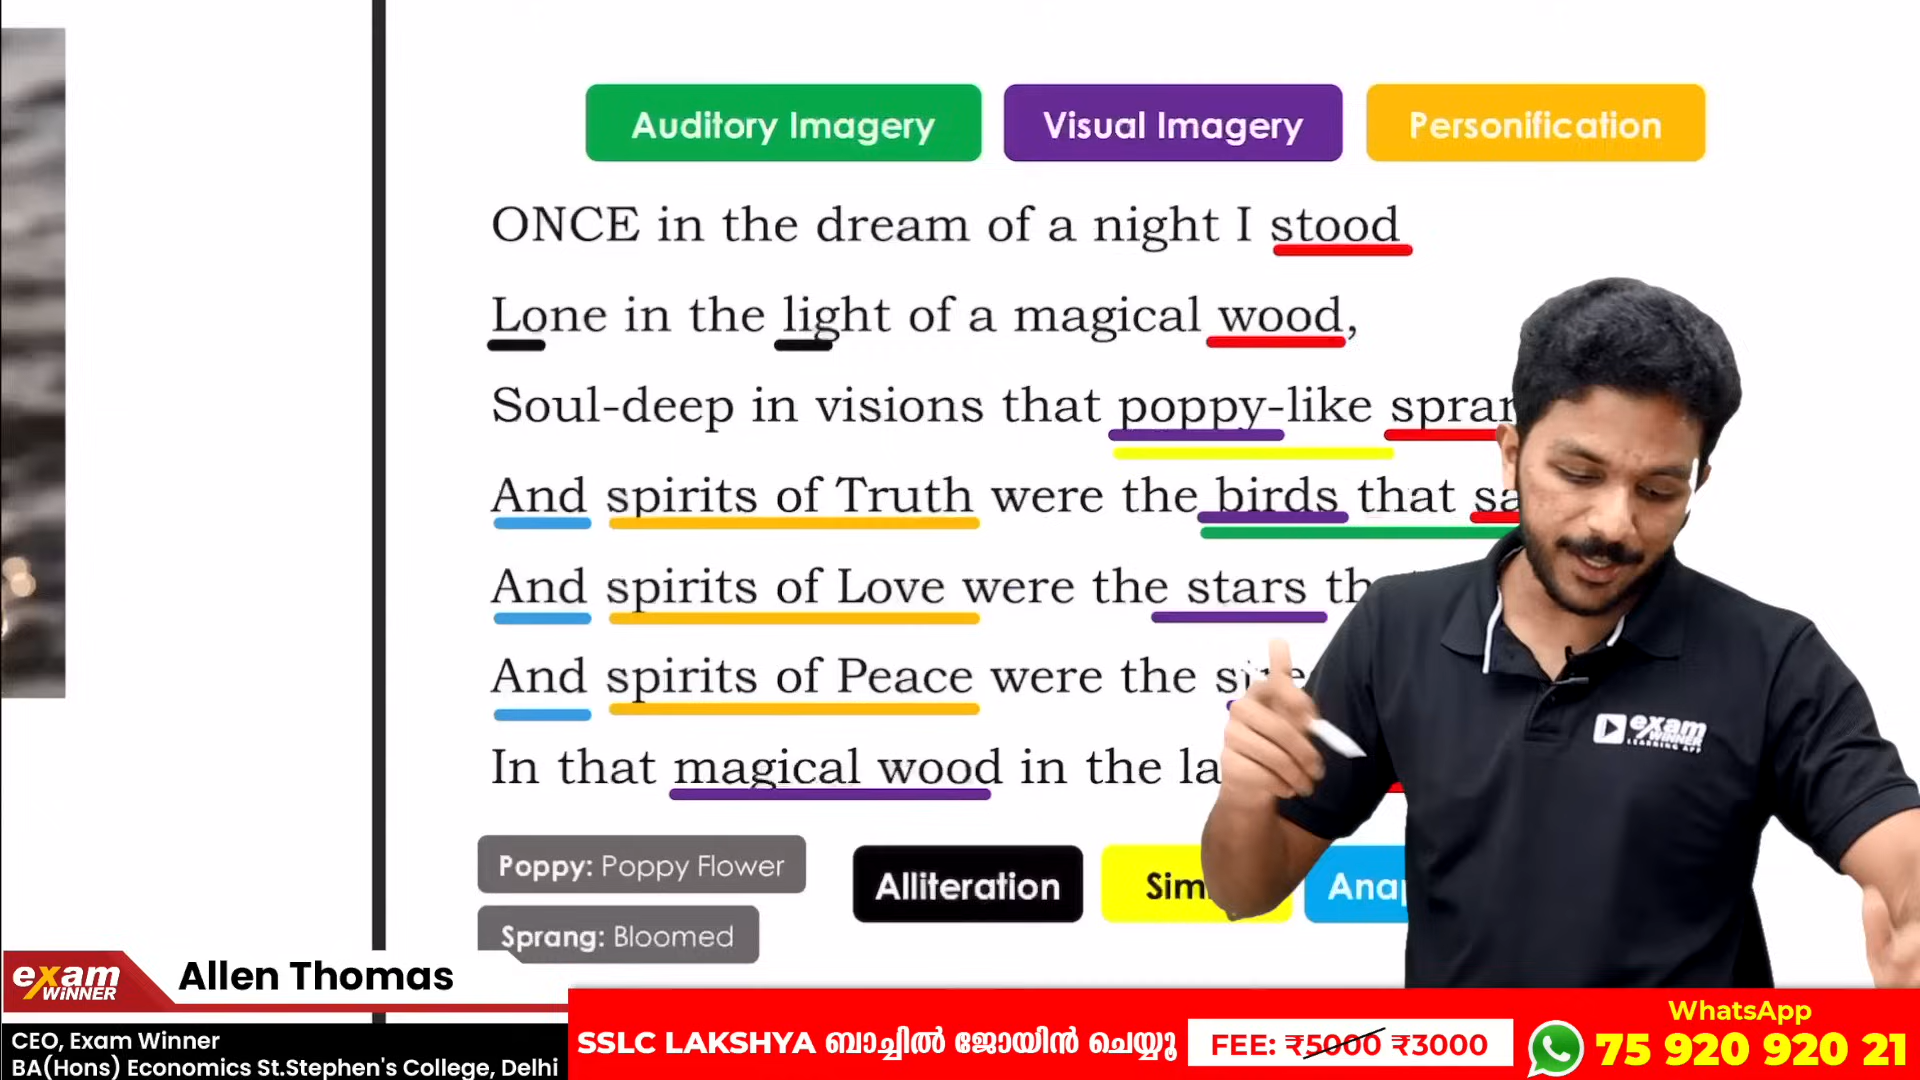 Auditory Imagery Visual Imagery Personification
ONCE in the dream of a night I stood
Lone in the light of a magical wood,
Soul-deep in visions that poppy-like
And spirits of Truth were the birds that
And spirits of Love were the stars
And spirits of Peace were the
In that magical wood in the
Poppy: Poppy Flower
Alliteration
Sprang: Bloomed
exam WINNER LEARNING APP
exam WINNER
Allen Thomas
CEO, Exam Winner
BA(Hons) Economics St.Stephen's College, Delhi
SSLC LAKSHYA ബാച്ചിൽ ജോയിൻ ചെയ്യൂ
FEE: ₹5000 ₹3000
WhatsApp
75 920 920 21